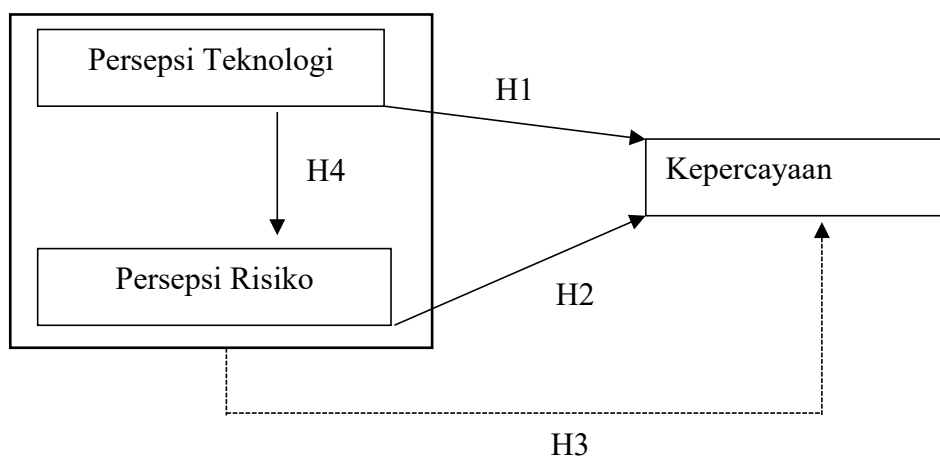 Persepsi Teknologi
H1
Kepercayaan
H4
Persepsi Risiko
H2
H3